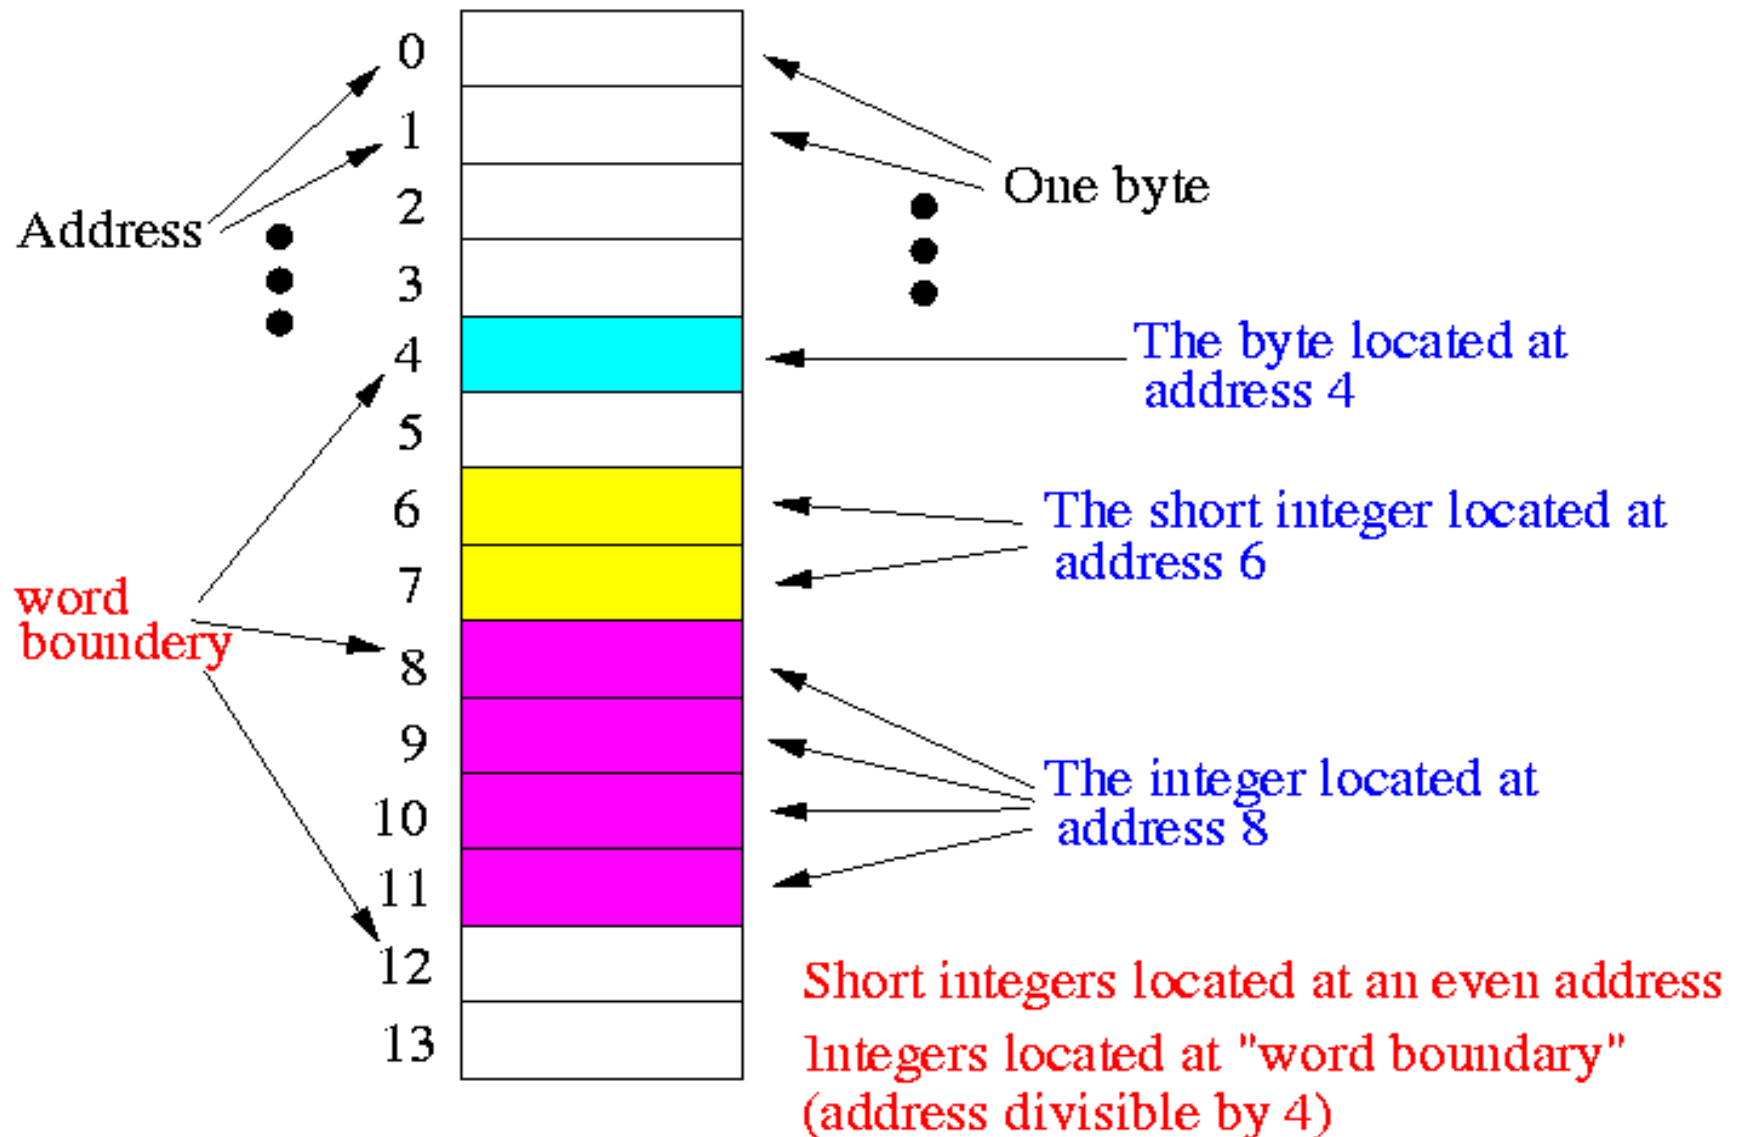 0
1
One byte
2
Address
3
The byte located at
4
address 4
5
The short integer located at
6
address 6
7
word
boundery
8
9
The integer located at
10
address 8
11
12
Short integers located at an even address
13
Integers located at "word boundary"
(address divisible by 4)